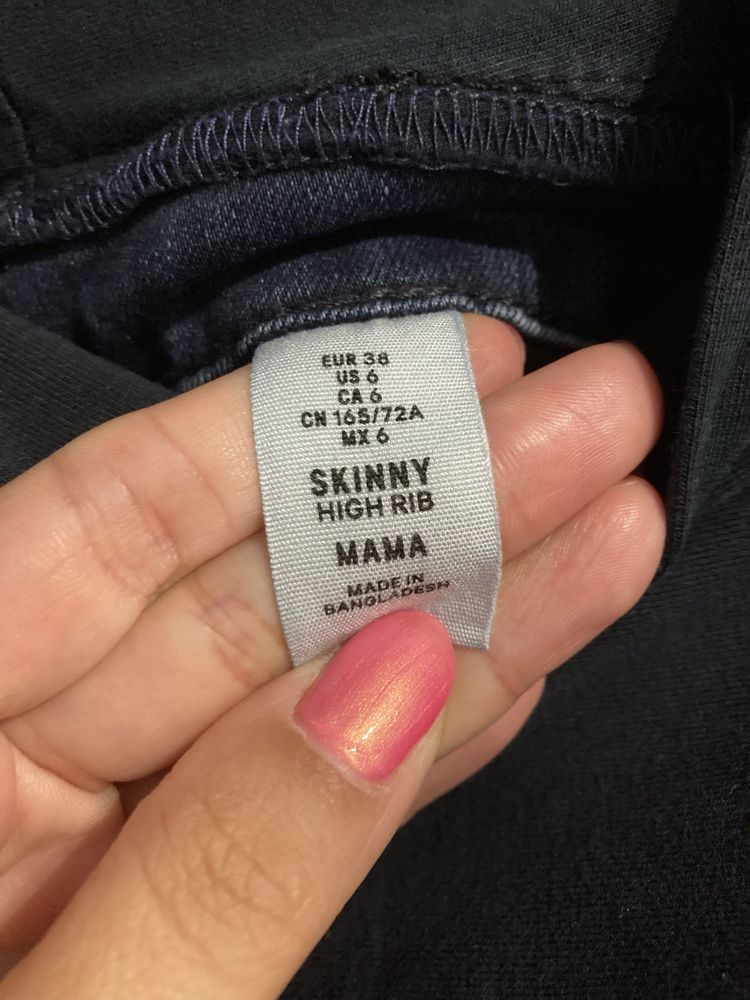 EUR 38
US 6
CA 6
CN 165/72A
MX 6
SKINNY
HIGH RIB
MAMA
MADE IN
BANGLADESH